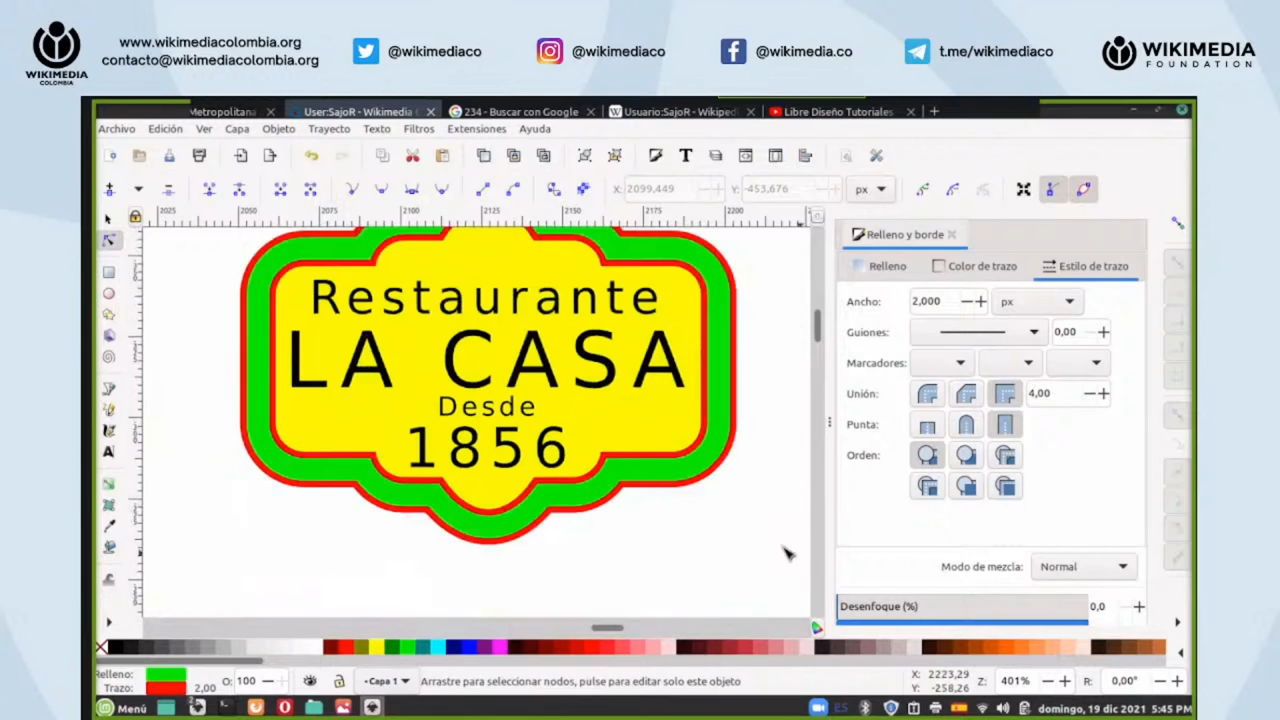 WIKIMEDIA
COLOMBIA
www.wikimediacolombia.org
contacto@wikimediacolombia.org
@wikimediaco
@wikimediaco
@wikimedia.co
t.me/wikimediaco
WIKIMEDIA
FOUNDATION
Metropolitana
User:SajoR - Wikimedia
234 - Buscar con Google
Usuario:SajoR - Wikiped
Libre Diseño Tutoriales
Archivo Edición Ver Capa Objeto Trayecto Texto Filtros Extensiones Ayuda
X: 2099,449 Y: -453,676 px
2025 2050 2075 2100 2125 2150 2175 2200
Restaurante
LA CASA
Desde
1856
Relleno y borde
Relleno Color de trazo Estilo de trazo
Ancho: 2,000 px
Guiones: 0,00
Marcadores:
Unión: 4,00
Punta:
Orden:
Modo de mezcla: Normal
Desenfoque (%) 0,0
Relleno:
Trazo: 2,00
O: 100
Capa 1
Arrastre para seleccionar nodos, pulse para editar solo este objeto
X: 2223,29
Y: -258,26
Z: 401%
R: 0,00°
Menú
ES
domingo, 19 dic 2021, 5:45 PM